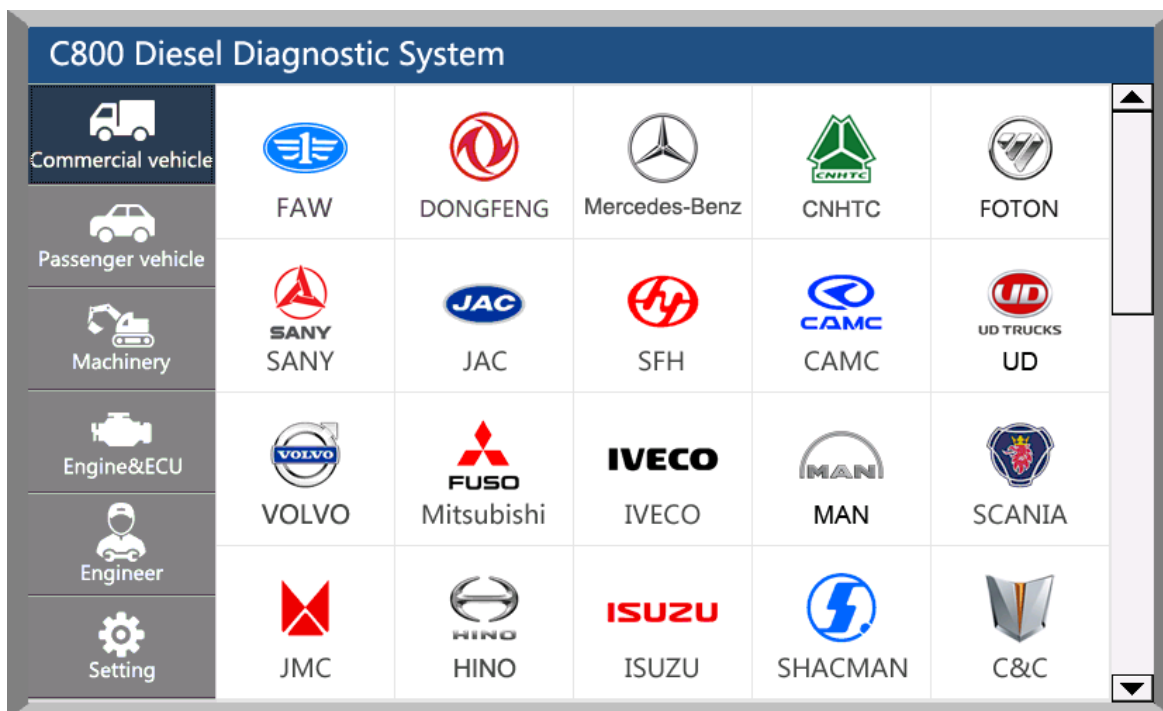 C800 Diesel Diagnostic System
Commercial vehicle
Passenger vehicle
Machinery
Engine&ECU
Engineer
Setting
FAW
DONGFENG
Mercedes-Benz
CNHTC
CNHTC
FOTON
SANY
SANY
JAC
JAC
SFH
CAMC
CAMC
UD
UD TRUCKS
UD
VOLVO
VOLVO
FUSO
Mitsubishi
IVECO
IVECO
MAN
MAN
SCANIA
JMC
HINO
HINO
ISUZU
ISUZU
SHACMAN
C&C